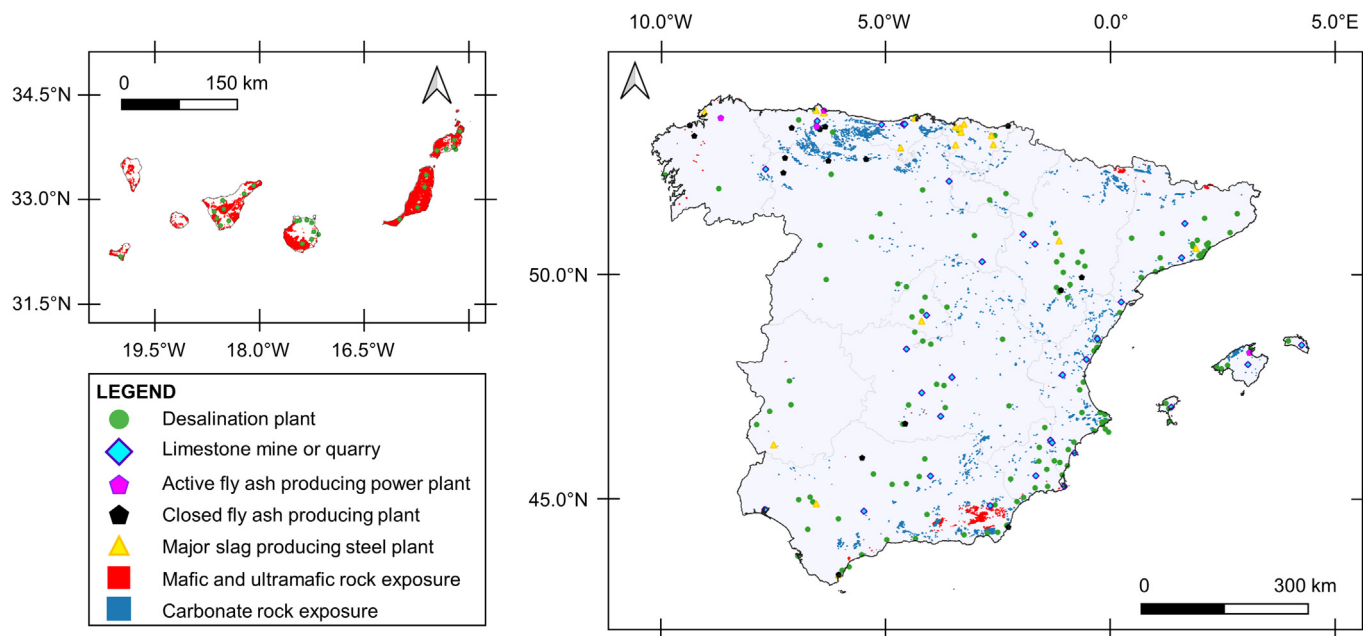 10.0°W 5.0°W 0.0° 5.0°E
0 150 km
34.5°N
33.0°N
31.5°N
19.5°W 18.0°W 16.5°W
50.0°N
45.0°N
LEGEND
Desalination plant
Limestone mine or quarry
Active fly ash producing power plant
Closed fly ash producing plant
Major slag producing steel plant
Mafic and ultramafic rock exposure
Carbonate rock exposure
0 300 km